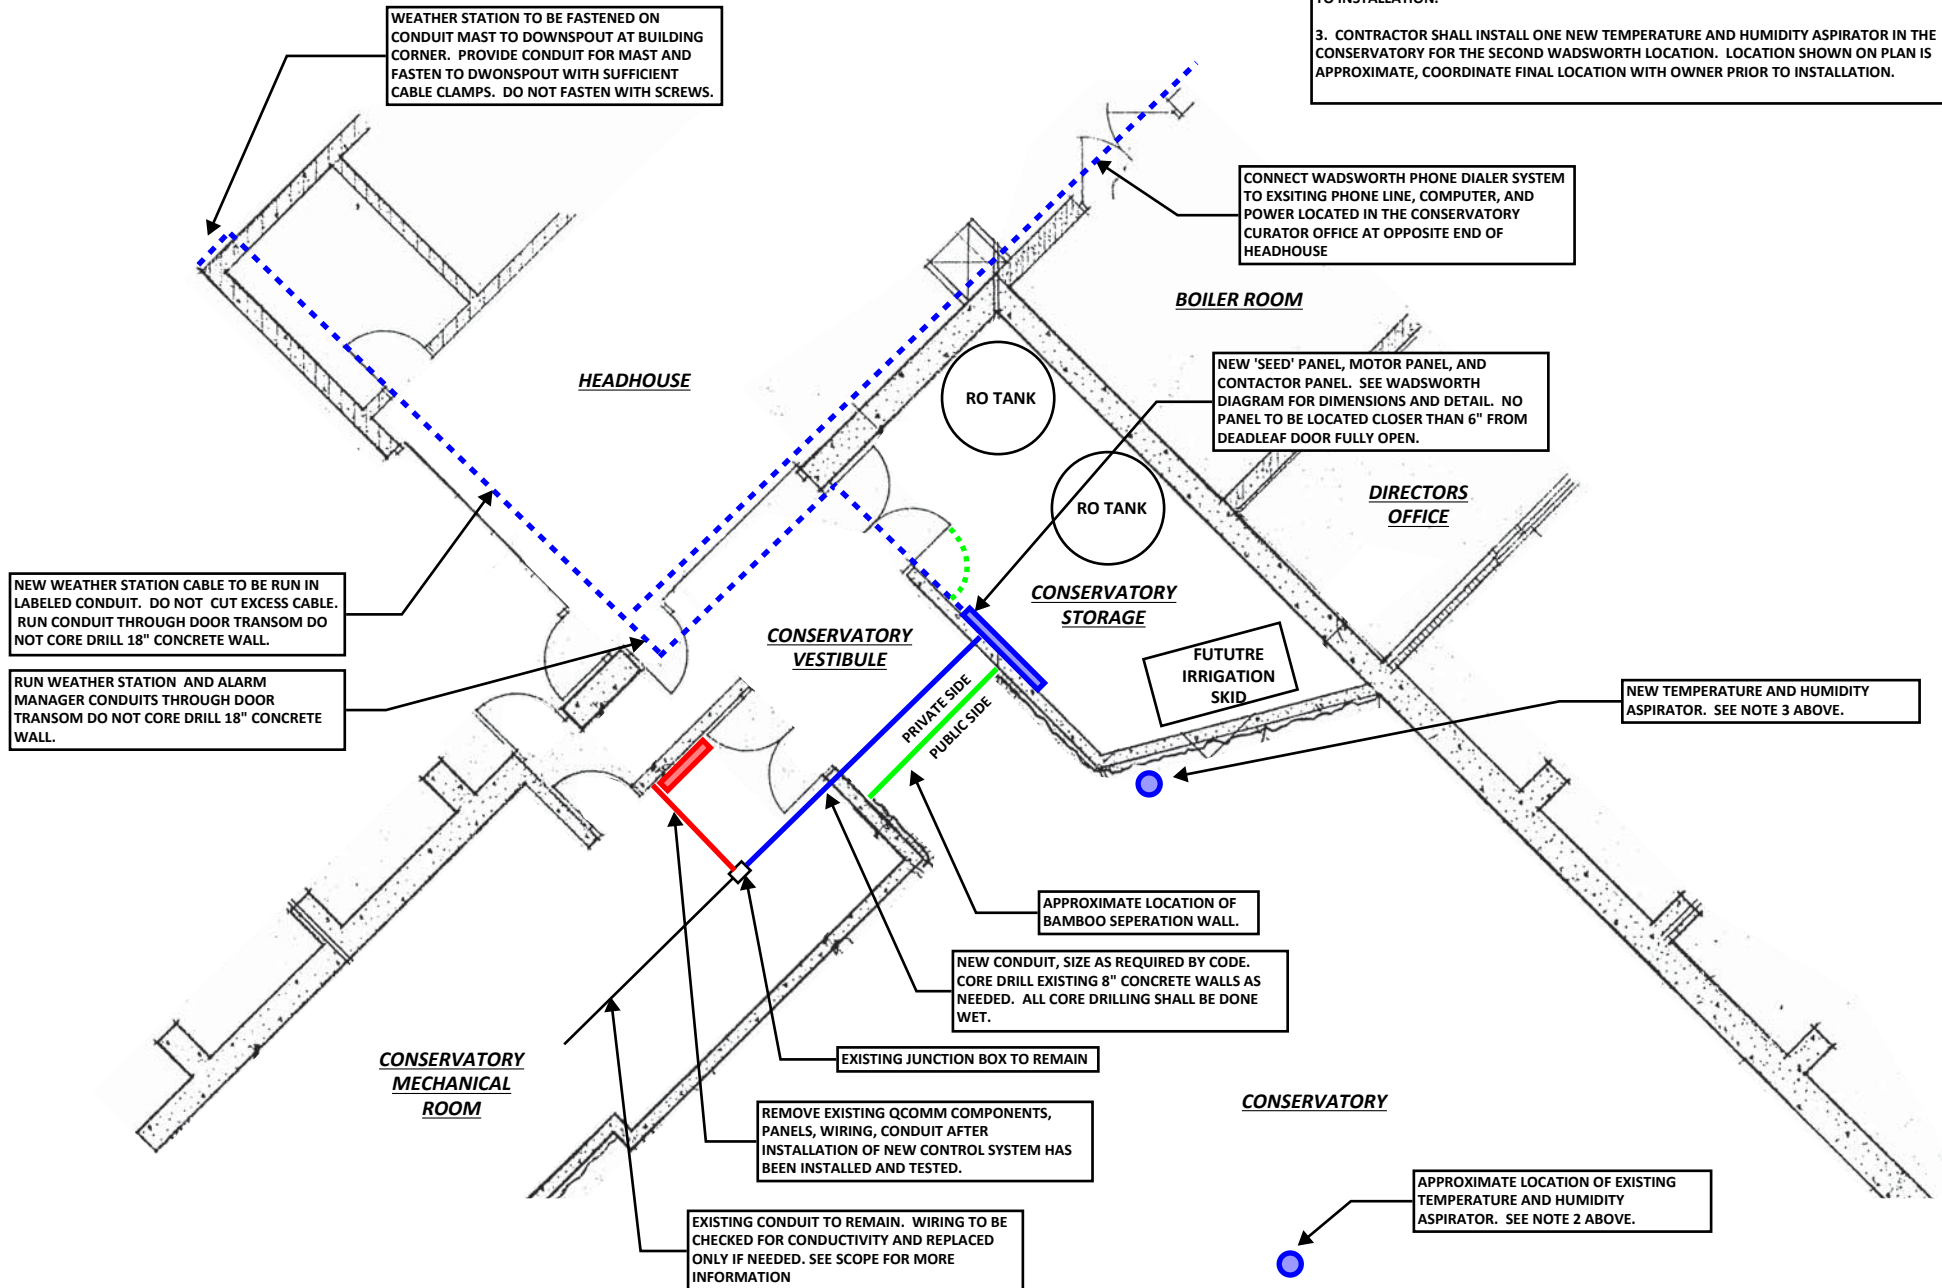 WEATHER STATION TO BE FASTENED ON
CONDUIT MAST TO DOWNSPOUT AT BUILDING
CORNER. PROVIDE CONDUIT FOR MAST AND
FASTEN TO DWONSPOUT WITH SUFFICIENT
CABLE CLAMPS. DO NOT FASTEN WITH SCREWS.
TO INSTALLATION.
3. CONTRACTOR SHALL INSTALL ONE NEW TEMPERATURE AND HUMIDITY ASPIRATOR IN THE
CONSERVATORY FOR THE SECOND WADSWORTH LOCATION. LOCATION SHOWN ON PLAN IS
APPROXIMATE, COORDINATE FINAL LOCATION WITH OWNER PRIOR TO INSTALLATION.
CONNECT WADSWORTH PHONE DIALER SYSTEM
TO EXSITING PHONE LINE, COMPUTER, AND
POWER LOCATED IN THE CONSERVATORY
CURATOR OFFICE AT OPPOSITE END OF
HEADHOUSE
BOILER ROOM
HEADHOUSE
RO TANK
NEW 'SEED' PANEL, MOTOR PANEL, AND
CONTACTOR PANEL. SEE WADSWORTH
DIAGRAM FOR DIMENSIONS AND DETAIL. NO
PANEL TO BE LOCATED CLOSER THAN 6" FROM
DEADLEAF DOOR FULLY OPEN.
RO TANK
DIRECTORS
OFFICE
NEW WEATHER STATION CABLE TO BE RUN IN
LABELED CONDUIT. DO NOT CUT EXCESS CABLE.
RUN CONDUIT THROUGH DOOR TRANSOM DO
NOT CORE DRILL 18" CONCRETE WALL.
CONSERVATORY
STORAGE
CONSERVATORY
VESTIBULE
FUTUTRE
IRRIGATION
SKID
RUN WEATHER STATION AND ALARM
MANAGER CONDUITS THROUGH DOOR
TRANSOM DO NOT CORE DRILL 18" CONCRETE
WALL.
NEW TEMPERATURE AND HUMIDITY
ASPIRATOR. SEE NOTE 3 ABOVE.
PRIVATE SIDE
PUBLIC SIDE
APPROXIMATE LOCATION OF
BAMBOO SEPERATION WALL.
NEW CONDUIT, SIZE AS REQUIRED BY CODE.
CORE DRILL EXISTING 8" CONCRETE WALLS AS
NEEDED. ALL CORE DRILLING SHALL BE DONE
WET.
EXISTING JUNCTION BOX TO REMAIN
CONSERVATORY
MECHANICAL
ROOM
CONSERVATORY
REMOVE EXISTING QCOMM COMPONENTS,
PANELS, WIRING, CONDUIT AFTER
INSTALLATION OF NEW CONTROL SYSTEM HAS
BEEN INSTALLED AND TESTED.
APPROXIMATE LOCATION OF EXISTING
TEMPERATURE AND HUMIDITY
ASPIRATOR. SEE NOTE 2 ABOVE.
EXISTING CONDUIT TO REMAIN. WIRING TO BE
CHECKED FOR CONDUCTIVITY AND REPLACED
ONLY IF NEEDED. SEE SCOPE FOR MORE
INFORMATION